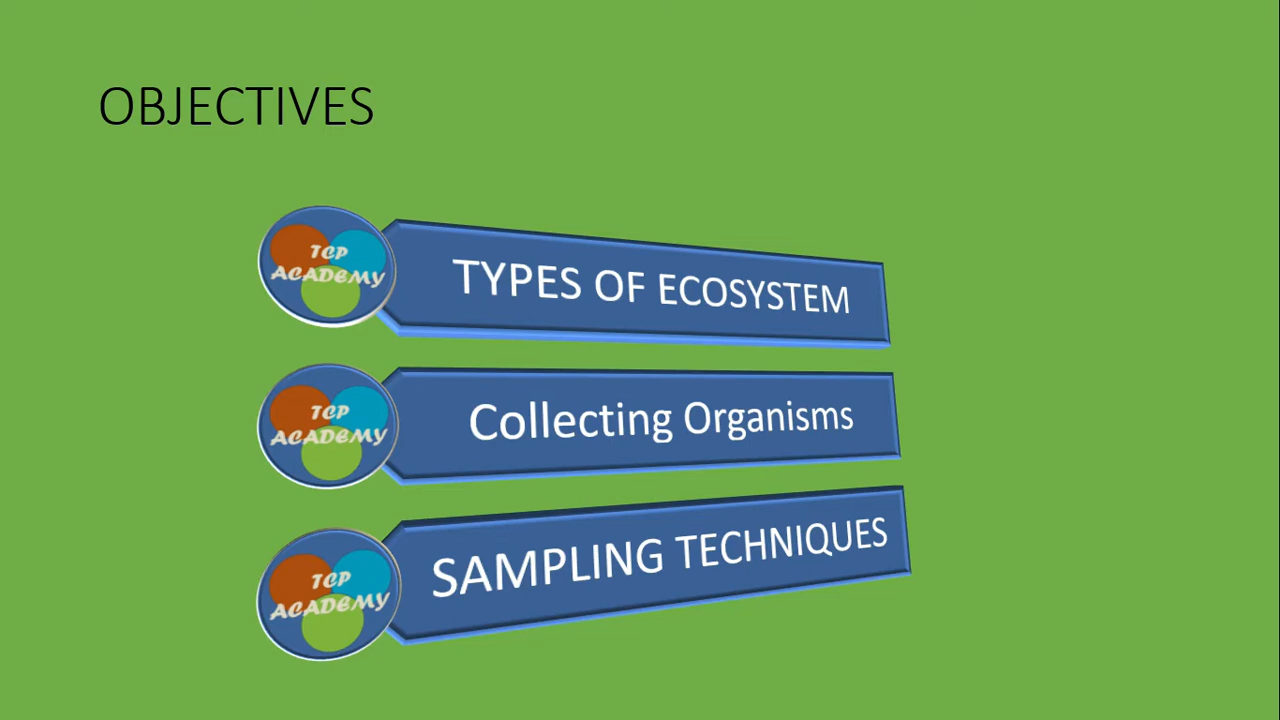 OBJECTIVES
TCP
ACADEMY
TYPES OF ECOSYSTEM
TCP
ACADEMY
Collecting Organisms
TCP
ACADEMY
SAMPLING TECHNIQUES